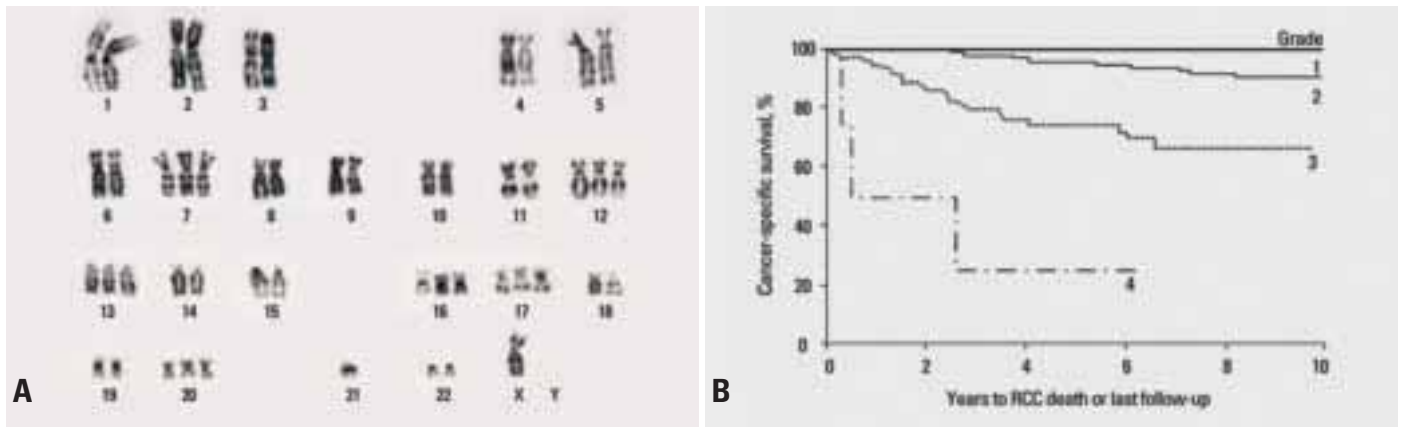 1 2 3 4 5
6 7 8 9 10 11 12
13 14 15 16 17 18
19 20 21 22 X Y
A
Grade
100
80
60
40
20
0
1
2
3
4
0 2 4 6 8 10
Cancer-specific survival, %
Years to RCC death or last follow-up
B